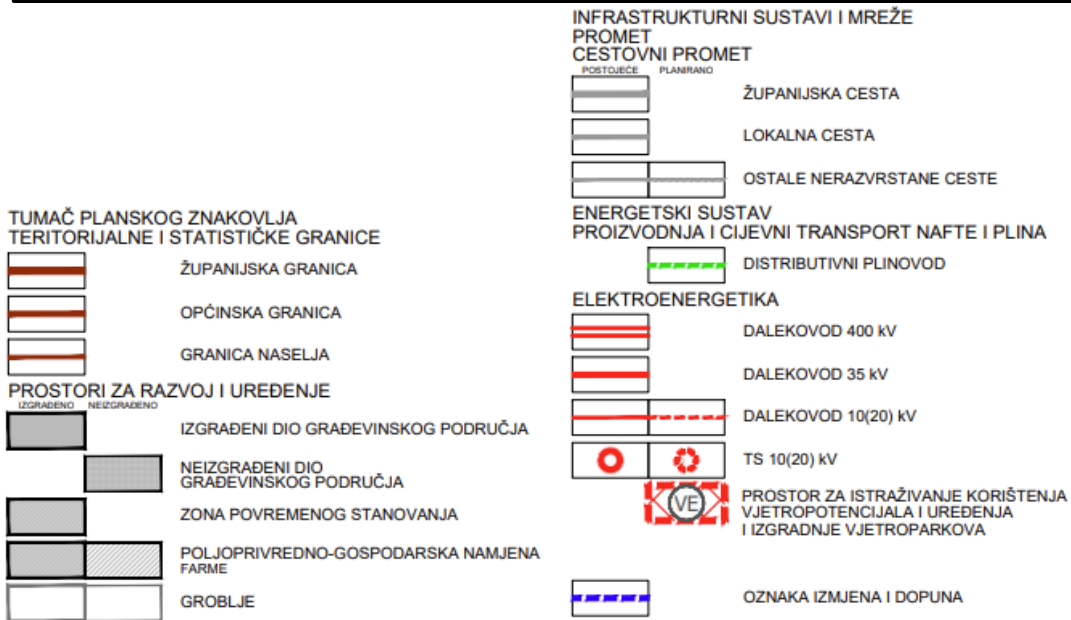 TUMAČ PLANSKOG ZNAKOVLJA
TERITORIJALNE I STATISTIČKE GRANICE
ŽUPANIJSKA GRANICA
OPĆINSKA GRANICA
GRANICA NASELJA
PROSTORI ZA RAZVOJ I UREĐENJE
IZGRAĐENO NEIZGRAĐENO
IZGRAĐENI DIO GRAĐEVINSKOG PODRUČJA
NEIZGRAĐENI DIO
GRAĐEVINSKOG PODRUČJA
ZONA POVREMENOG STANOVANJA
POLJOPRIVREDNO-GOSPODARSKA NAMJENA
FARME
GROBLJE
INFRASTRUKTURNI SUSTAVI I MREŽE
PROMET
CESTOVNI PROMET
POSTOJEĆE PLANIRANO
ŽUPANIJSKA CESTA
LOKALNA CESTA
OSTALE NERAZVRSTANE CESTE
ENERGETSKI SUSTAV
PROIZVODNJA I CIJEVNI TRANSPORT NAFTE I PLINA
DISTRIBUTIVNI PLINOVOD
ELEKTROENERGETIKA
DALEKOVOD 400 kV
DALEKOVOD 35 kV
DALEKOVOD 10(20) kV
TS 10(20) kV
VE
PROSTOR ZA ISTRAŽIVANJE KORIŠTENJA
VJETROPOTENCIJALA I UREĐENJA
I IZGRADNJE VJETROPARKOVA
OZNAKA IZMJENA I DOPUNA